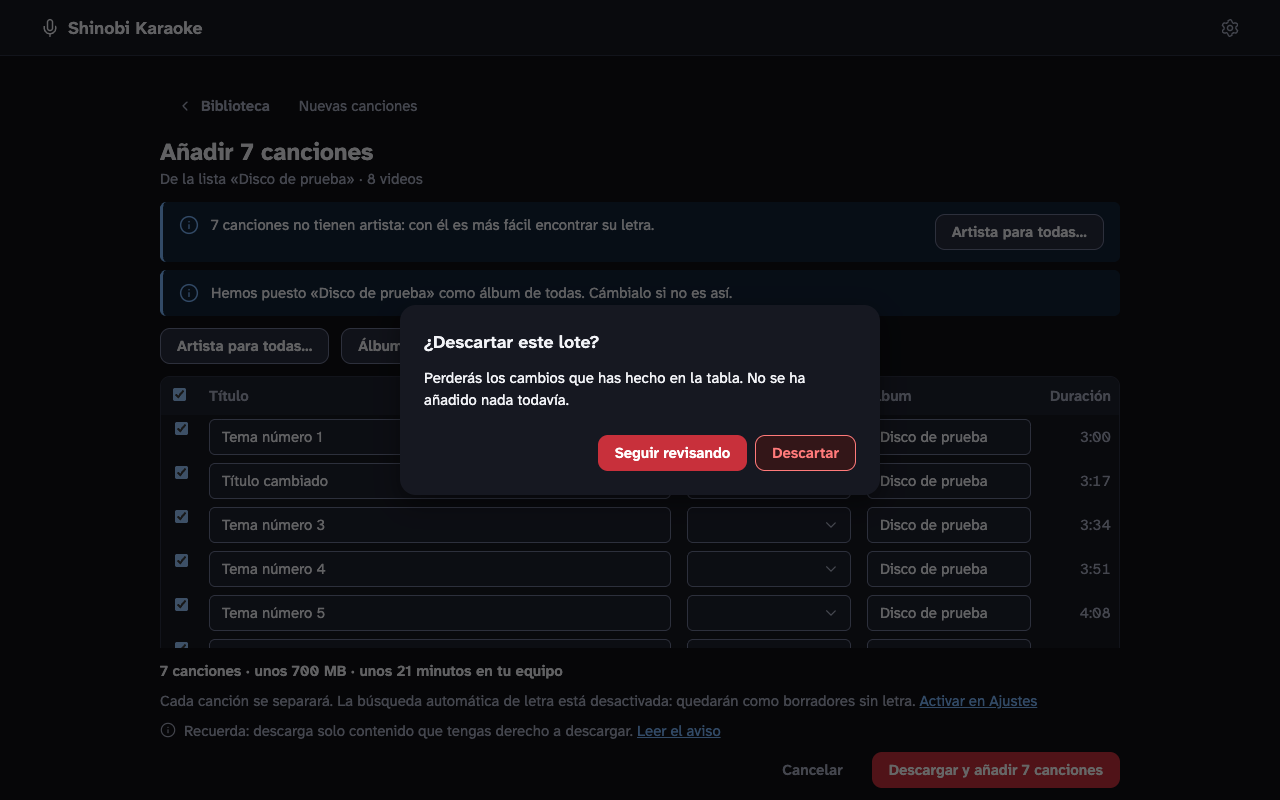 Shinobi Karaoke
Biblioteca
Nuevas canciones
Añadir 7 canciones
De la lista «Disco de prueba» · 8 videos
7 canciones no tienen artista: con él es más fácil encontrar su letra.
Artista para todas...
Hemos puesto «Disco de prueba» como álbum de todas. Cámbialo si no es así.
Artista para todas...
¿Descartar este lote?
Perderás los cambios que has hecho en la tabla. No se ha
añadido nada todavía.
Seguir revisando
Descartar
Título
Duración
Tema número 1
Disco de prueba
3:00
Título cambiado
Disco de prueba
3:17
Tema número 3
Disco de prueba
3:34
Tema número 4
Disco de prueba
3:51
Tema número 5
Disco de prueba
4:08
7 canciones · unos 700 MB · unos 21 minutos en tu equipo
Cada canción se separará. La búsqueda automática de letra está desactivada: quedarán como borradores sin letra. Activar en Ajustes
Recuerda: descarga solo contenido que tengas derecho a descargar. Leer el aviso
Cancelar
Descargar y añadir 7 canciones